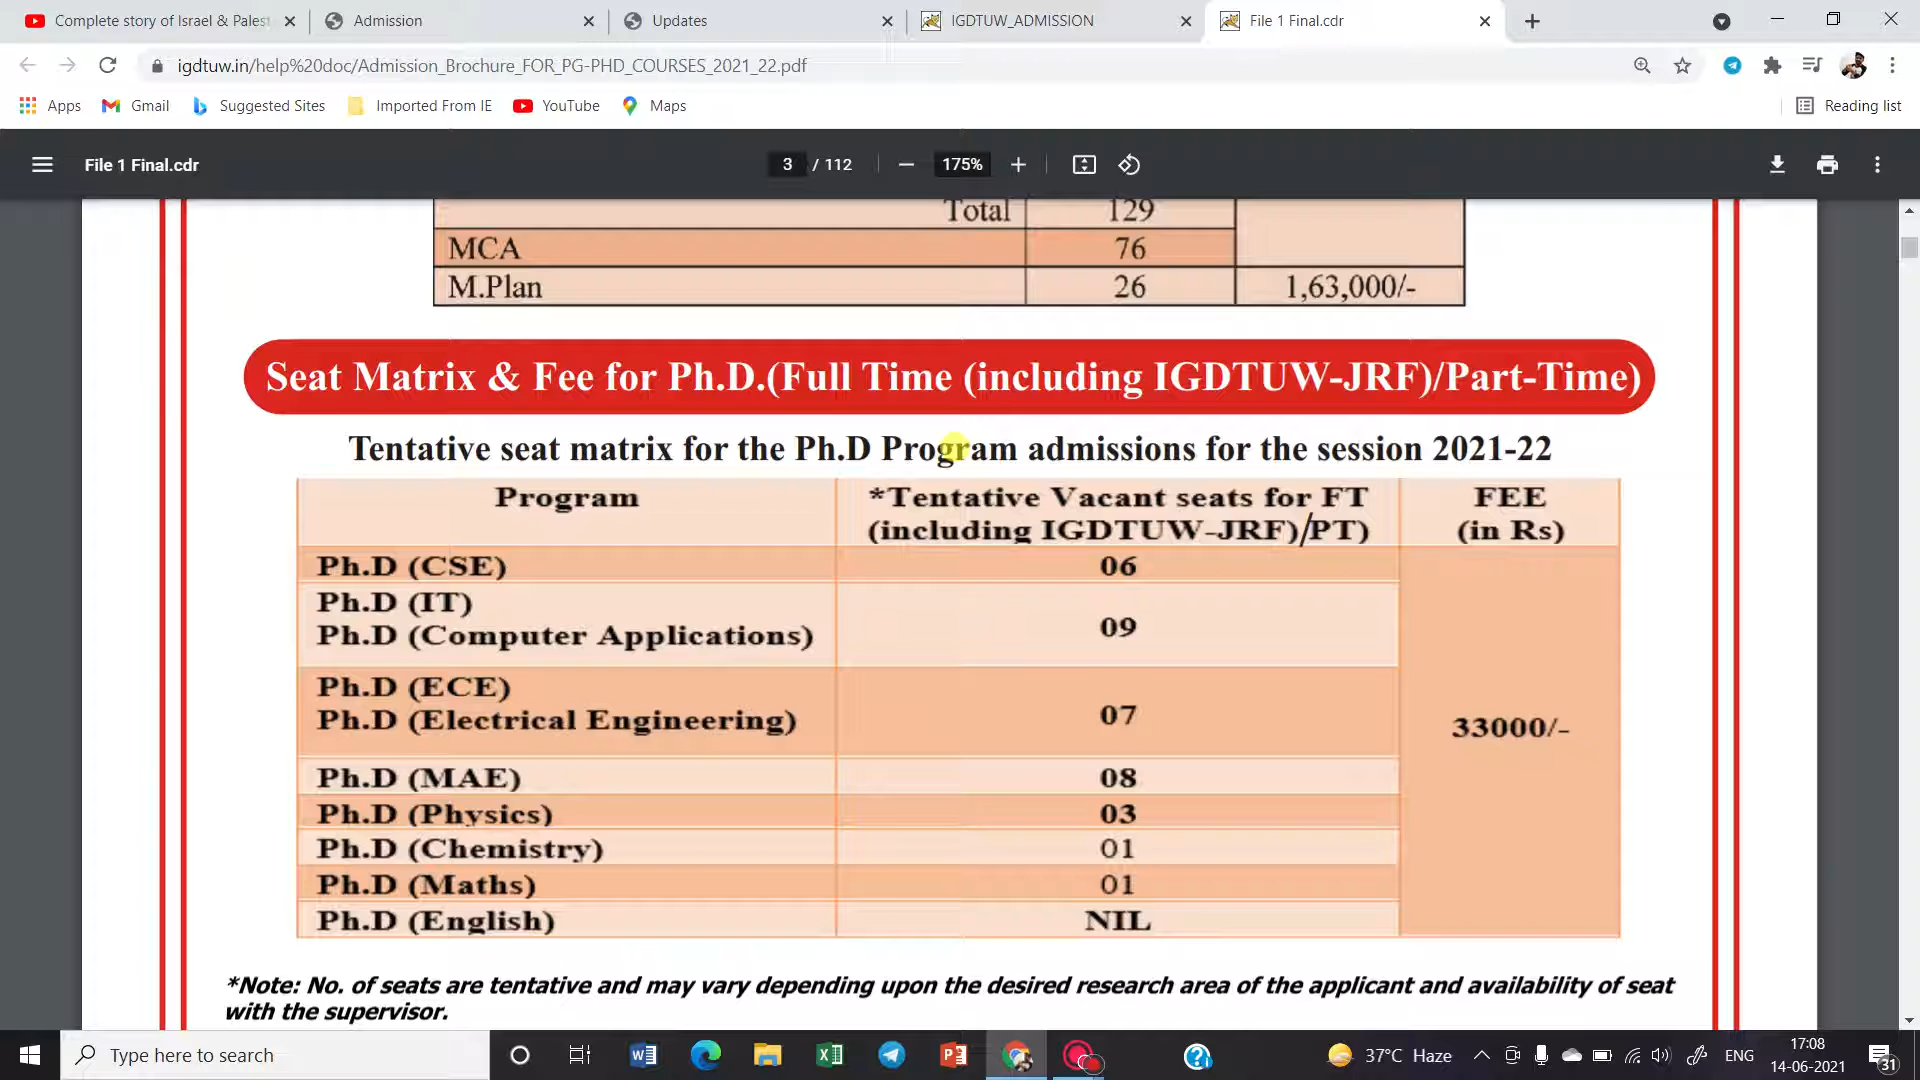 Complete story of Israel & Palest
Admission
Updates
IGDTUW_ADMISSION
File 1 Final.cdr
igdtuw.in/help%20doc/Admission_Brochure_FOR_PG-PHD_COURSES_2021_22.pdf
Apps
Gmail
Suggested Sites
Imported From IE
YouTube
Maps
Reading list
File 1 Final.cdr
3 / 112
175%
Total 129
MCA 76
M.Plan 26 1,63,000/-
Seat Matrix & Fee for Ph.D.(Full Time (including IGDTUW-JRF)/Part-Time)
Tentative seat matrix for the Ph.D Program admissions for the session 2021-22
Program *Tentative Vacant seats for FT FEE
(including IGDTUW-JRF)/PT) (in Rs)
Ph.D (CSE) 06
Ph.D (IT)
Ph.D (Computer Applications) 09
Ph.D (ECE)
Ph.D (Electrical Engineering) 07
33000/-
Ph.D (MAE) 08
Ph.D (Physics) 03
Ph.D (Chemistry) 01
Ph.D (Maths) 01
Ph.D (English) NIL
*Note: No. of seats are tentative and may vary depending upon the desired research area of the applicant and availability of seat
with the supervisor.
Type here to search
37°C Haze
ENG
17:08
14-06-2021
31